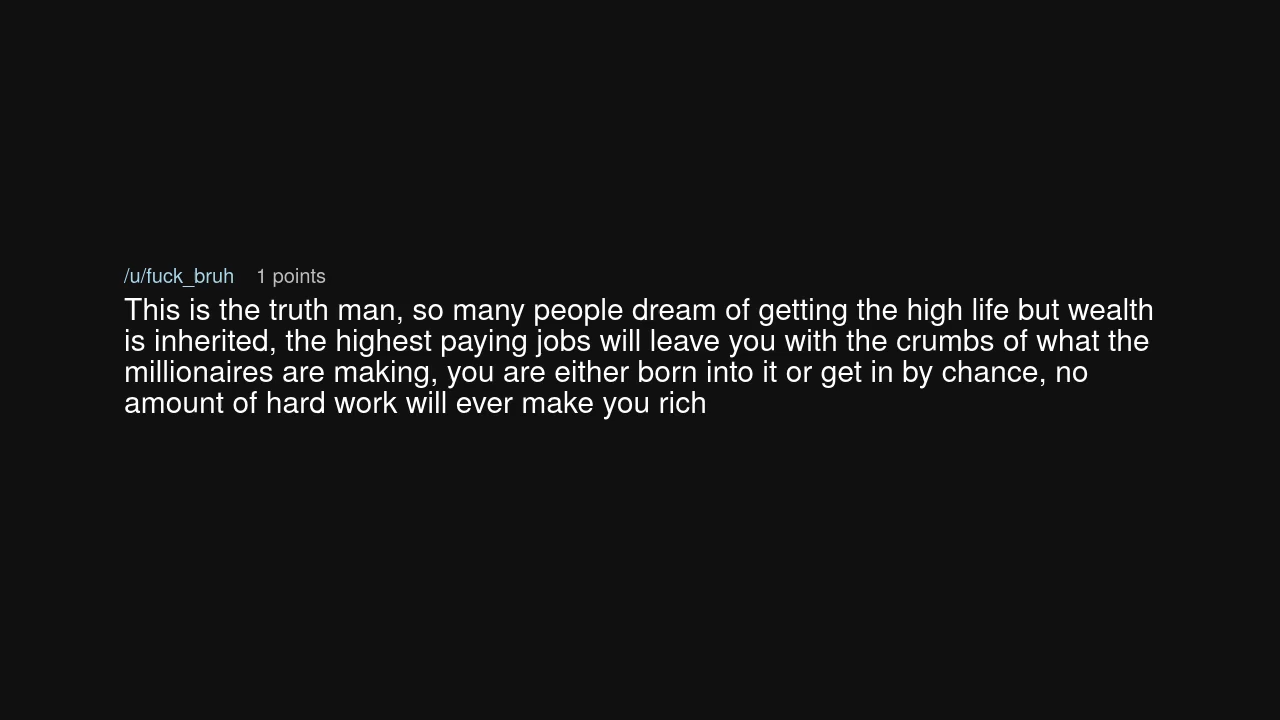 /u/fuck_bruh 1 points
This is the truth man, so many people dream of getting the high life but wealth
is inherited, the highest paying jobs will leave you with the crumbs of what the
millionaires are making, you are either born into it or get in by chance, no
amount of hard work will ever make you rich